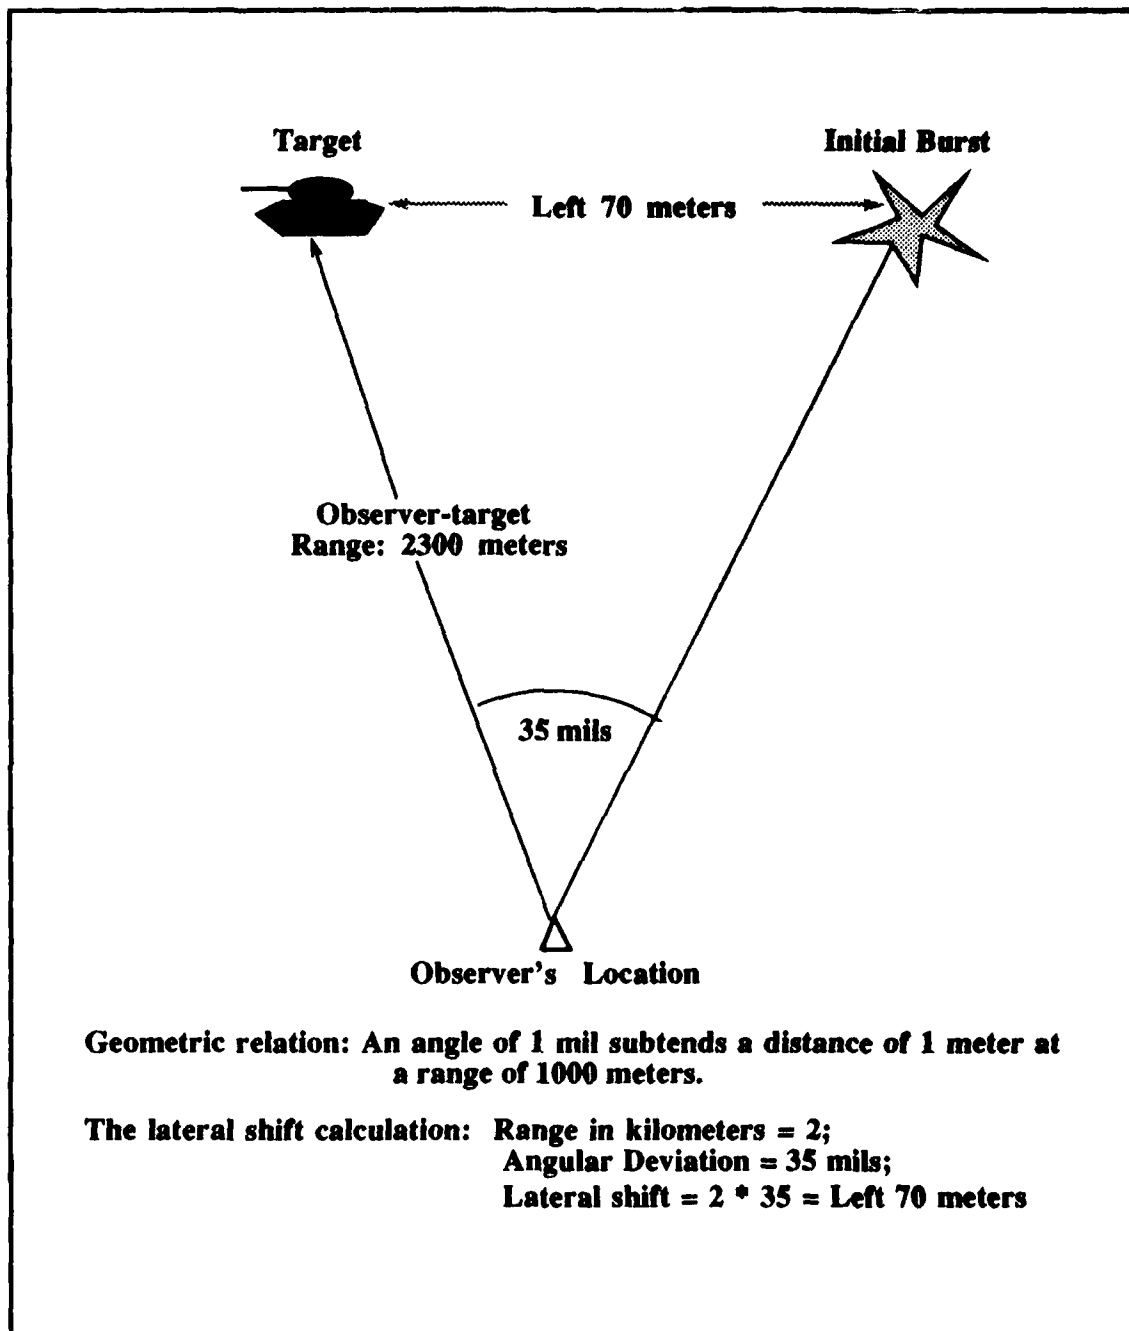 Target
Initial Burst
Left 70 meters
Observer-target
Range: 2300 meters
35 mils
Observer's Location
Geometric relation: An angle of 1 mil subtends a distance of 1 meter at
a range of 1000 meters.
The lateral shift calculation: Range in kilometers = 2;
Angular Deviation = 35 mils;
Lateral shift = 2 * 35 = Left 70 meters